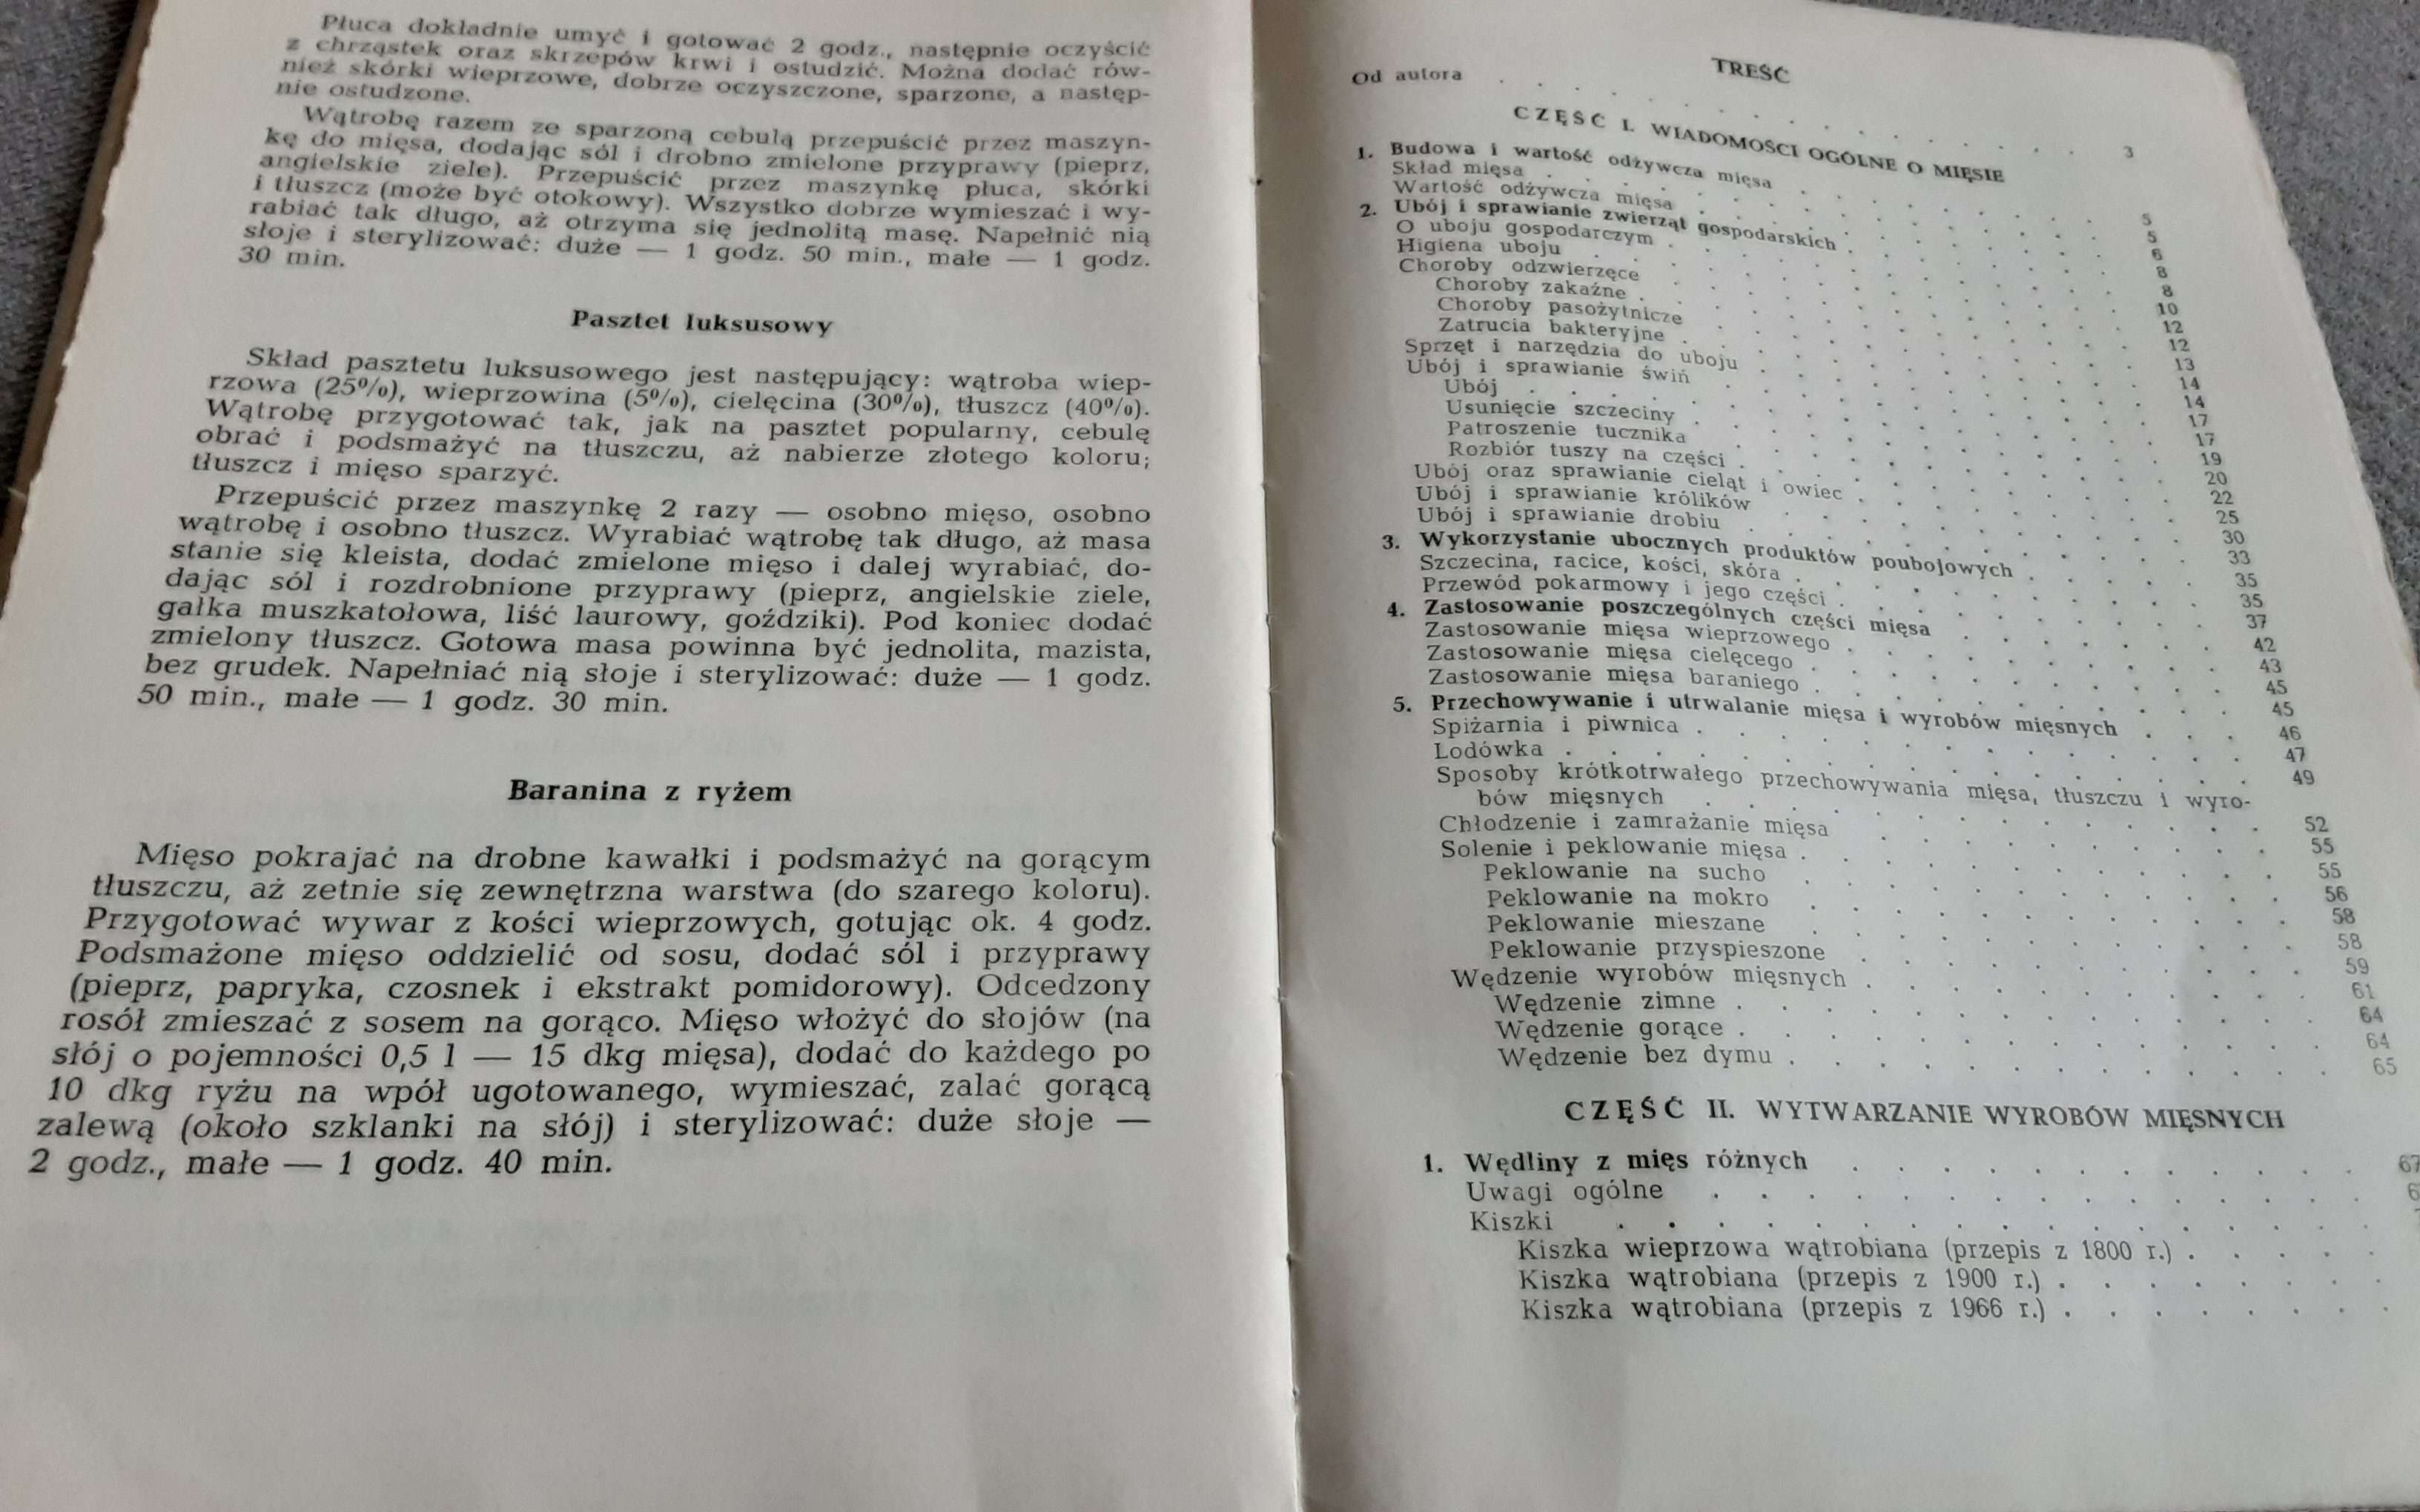 Płuca dokładnie umyć i gotować 2 godz., następnie oczyścić
z chrząstek oraz skrzepów krwi i ostudzić. Można dodać rów-
nież skórki wieprzowe, dobrze oczyszczone, sparzone, a następ-
nie ostudzone.
Wątrobę razem ze sparzoną cebulą przepuścić przez maszyn-
kę do mięsa, dodając sól i drobno zmielone przyprawy (pieprz,
angielskie ziele). Przepuścić przez maszynkę płuca, skórki
i tłuszcz (może być otokowy). Wszystko dobrze wymieszać i wy-
rabiać tak długo, aż otrzyma się jednolitą masę. Napełnić nią
słoje i sterylizować: duże — 1 godz. 50 min., małe — 1 godz.
30 min.
Pasztet luksusowy
Skład pasztetu luksusowego jest następujący: wątroba wiep-
rzowa (25%), wieprzowina (5%), cielęcina (30%), tłuszcz (40%).
Wątrobę przygotować tak, jak na pasztet popularny, cebulę
obrać i podsmażyć na tłuszczu, aż nabierze złotego koloru;
tłuszcz i mięso sparzyć.
Przepuścić przez maszynkę 2 razy — osobno mięso, osobno
wątrobę i osobno tłuszcz. Wyrabiać wątrobę tak długo, aż masa
stanie się kleista, dodać zmielone mięso i dalej wyrabiać, do-
dając sól i rozdrobnione przyprawy (pieprz, angielskie ziele,
gałka muszkatołowa, liść laurowy, goździki). Pod koniec dodać
zmielony tłuszcz. Gotowa masa powinna być jednolita, mazista,
bez grudek. Napełniać nią słoje i sterylizować: duże — 1 godz.
50 min., małe — 1 godz. 30 min.
Baranina z ryżem
Mięso pokrajać na drobne kawałki i podsmażyć na gorącym
tłuszczu, aż zetnie się zewnętrzna warstwa (do szarego koloru).
Przygotować wywar z kości wieprzowych, gotując ok. 4 godz.
Podsmażone mięso oddzielić od sosu, dodać sól i przyprawy
(pieprz, papryka, czosnek i ekstrakt pomidorowy). Odcedzony
rosół zmieszać z sosem na gorąco. Mięso włożyć do słojów (na
słój o pojemności 0,5 l — 15 dkg mięsa), dodać do każdego po
10 dkg ryżu na wpół ugotowanego, wymieszać, zalać gorącą
zalewą (około szklanki na słój) i sterylizować: duże słoje —
2 godz., małe — 1 godz. 40 min.
TREŚĆ
Od autora . . . . . . . . . . 3
CZĘŚĆ I. WIADOMOŚCI OGÓLNE O MIĘSIE
1. Budowa i wartość odżywcza mięsa . . . . . 5
Skład mięsa . . . . . . . . . . 5
Wartość odżywcza mięsa . . . . . . . 6
2. Ubój i sprawianie zwierząt gospodarskich . . . . 8
O uboju gospodarczym . . . . . . . . 8
Higiena uboju . . . . . . . . . . 10
Choroby odzwierzęce . . . . . . . . 12
Choroby zakaźne . . . . . . . . . 12
Choroby pasożytnicze . . . . . . . . 13
Zatrucia bakteryjne . . . . . . . . 14
Sprzęt i narzędzia do uboju . . . . . . . 14
Ubój i sprawianie świń . . . . . . . . 17
Ubój . . . . . . . . . . . 17
Usunięcie szczeciny . . . . . . . . 19
Patroszenie tucznika . . . . . . . . 20
Rozbiór tuszy na części . . . . . . . 22
Ubój oraz sprawianie cieląt i owiec . . . . . 25
Ubój i sprawianie królików . . . . . . . 30
Ubój i sprawianie drobiu . . . . . . . 33
3. Wykorzystanie ubocznych produktów poubojowych . . . 35
Szczecina, racice, kości, skóra . . . . . . 35
Przewód pokarmowy i jego części . . . . . . 37
4. Zastosowanie poszczególnych części mięsa . . . . 42
Zastosowanie mięsa wieprzowego . . . . . . 43
Zastosowanie mięsa cielęcego . . . . . . . 45
Zastosowanie mięsa baraniego . . . . . . . 45
5. Przechowywanie i utrwalanie mięsa i wyrobów mięsnych . . . 46
Spiżarnia i piwnica . . . . . . . . . 47
Lodówka . . . . . . . . . . . 49
Sposoby krótkotrwałego przechowywania mięsa, tłuszczu i wyro-
bów mięsnych . . . . . . . . . . 52
Chłodzenie i zamrażanie mięsa . . . . . . . 55
Solenie i peklowanie mięsa . . . . . . . . 55
Peklowanie na sucho . . . . . . . . 56
Peklowanie na mokro . . . . . . . . 58
Peklowanie mieszane . . . . . . . . 58
Peklowanie przyspieszone . . . . . . . 59
Wędzenie wyrobów mięsnych . . . . . . . 61
Wędzenie zimne . . . . . . . . . 64
Wędzenie gorące . . . . . . . . . 64
Wędzenie bez dymu . . . . . . . . . 65
CZĘŚĆ II. WYTWARZANIE WYROBÓW MIĘSNYCH
1. Wędliny z mięs różnych . . . . . . . . 67
Uwagi ogólne . . . . . . . . . .
Kiszki . . . . . . . . . . .
Kiszka wieprzowa wątrobiana (przepis z 1800 r.) . . . .
Kiszka wątrobiana (przepis z 1900 r.) . . . . . .
Kiszka wątrobiana (przepis z 1966 r.) . . . . . .